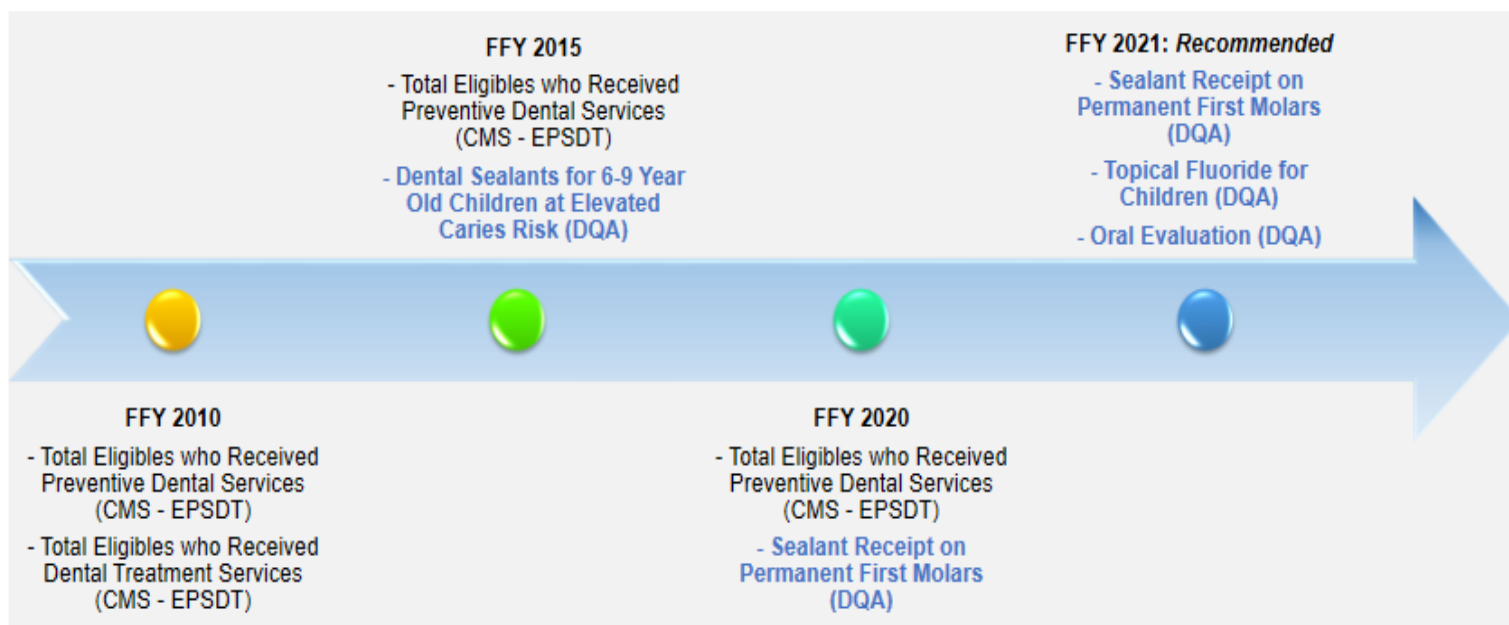 FFY 2015
- Total Eligibles who Received
Preventive Dental Services
(CMS - EPSDT)
- Dental Sealants for 6-9 Year
Old Children at Elevated
Caries Risk (DQA)
FFY 2021: Recommended
- Sealant Receipt on
Permanent First Molars
(DQA)
- Topical Fluoride for
Children (DQA)
- Oral Evaluation (DQA)
FFY 2010
- Total Eligibles who Received
Preventive Dental Services
(CMS - EPSDT)
- Total Eligibles who Received
Dental Treatment Services
(CMS - EPSDT)
FFY 2020
- Total Eligibles who Received
Preventive Dental Services
(CMS - EPSDT)
- Sealant Receipt on
Permanent First Molars
(DQA)